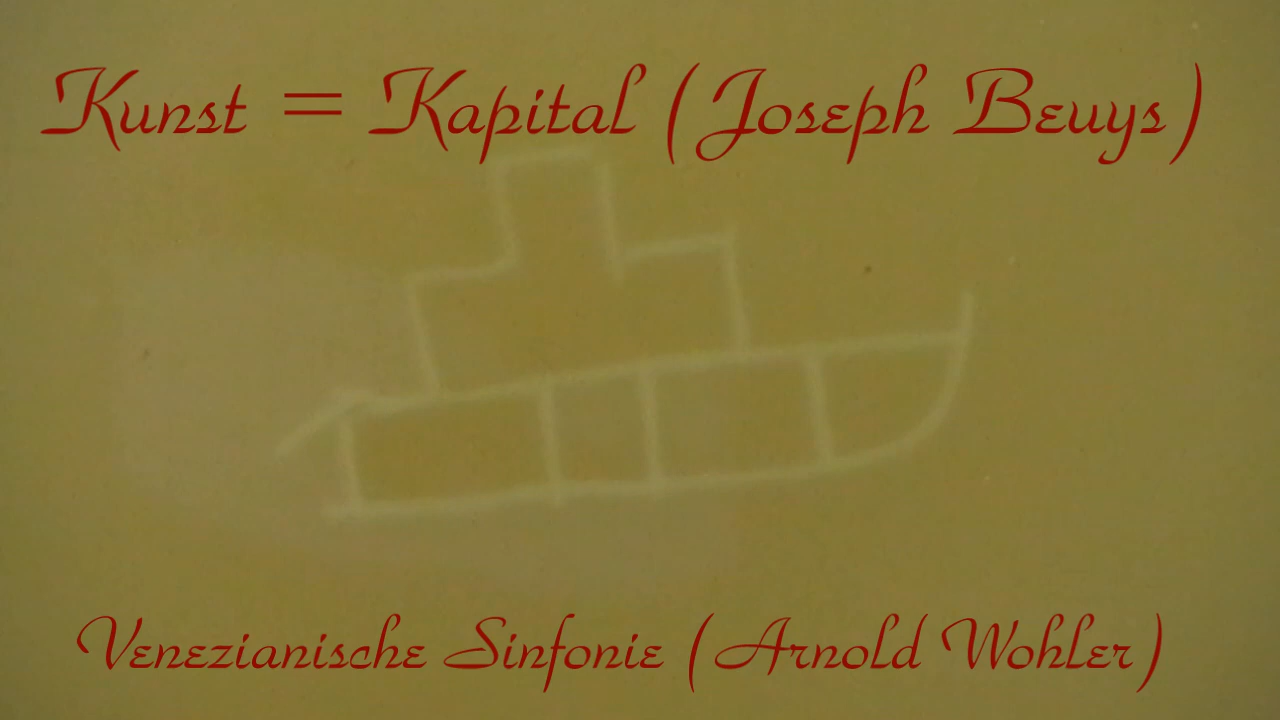 Kunst = Kapital (Joseph Beuys)
Venezianische Sinfonie (Arnold Wohler)